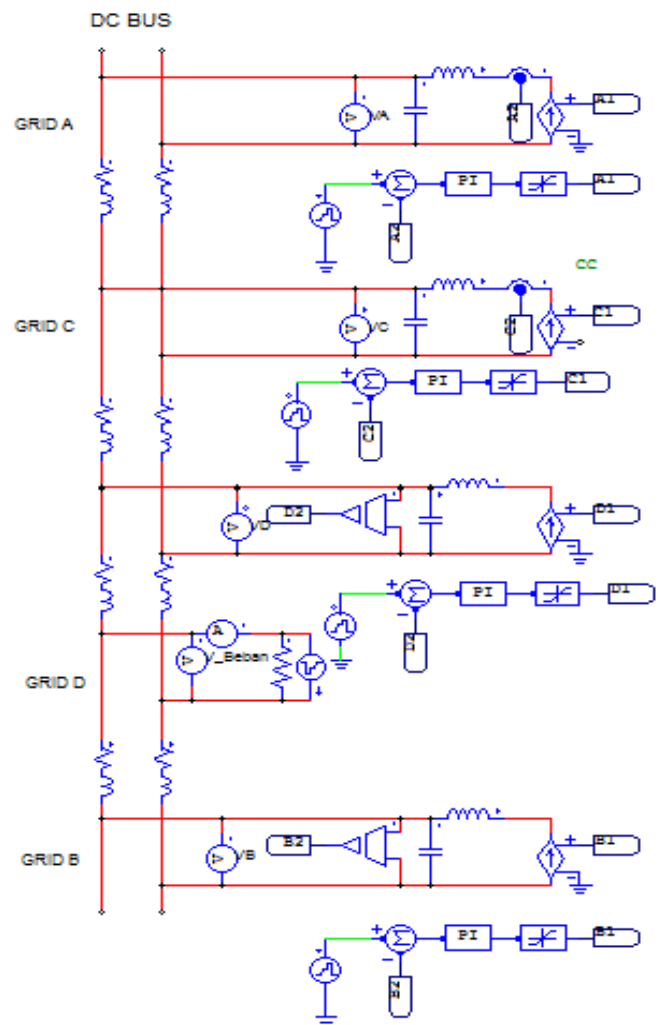 DC BUS
GRID A
V
VA
A2
+
A1
−
+
Σ
−
PI
A1
A2
CC
GRID C
V
VC
C2
+
C1
−
+
Σ
−
PI
C1
C2
V
VD
D2
+
D1
−
+
Σ
−
PI
D1
D2
GRID D
A
V
V_Beban
GRID B
V
VB
B2
+
B1
−
+
Σ
−
PI
B1
B2